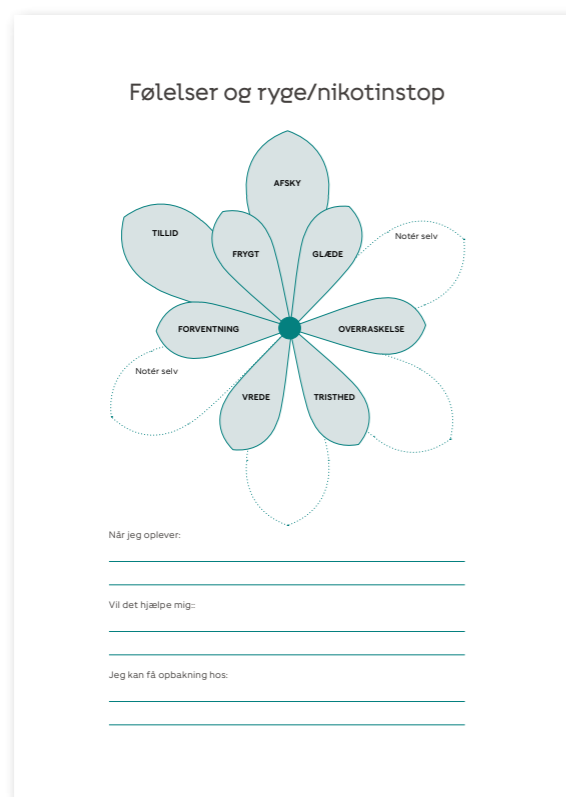 Følelser og ryge/nikotinstop
AFSKY
TILLID
Notér selv
FRYGT
GLÆDE
FORVENTNING
OVERRASKELSE
Notér selv
VREDE
TRISTHED
Når jeg oplever:
Vil det hjælpe mig::
Jeg kan få opbakning hos: